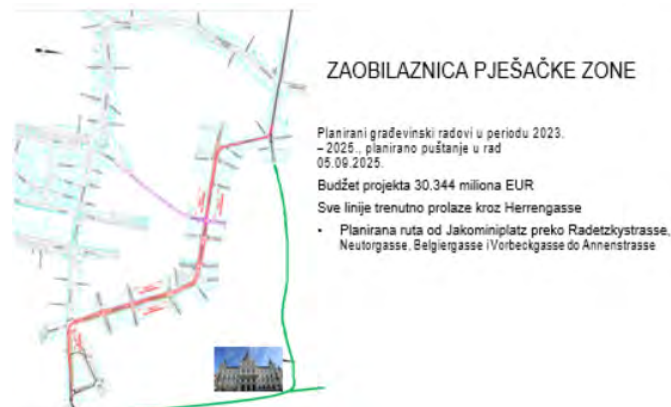 ZAOBILAZNICA PJEŠAČKE ZONE
Planirani građevinski radovi u periodu 2023.
– 2025., planirano puštanje u rad
05.09.2025.
Budžet projekta 30.344 miliona EUR
Sve linije trenutno prolaze kroz Herrengasse
• Planirana ruta od Jakominiplatz preko Radetzkystrasse,
Neutorgasse, Belgiergasse i Vorbeckgasse do Annenstrasse